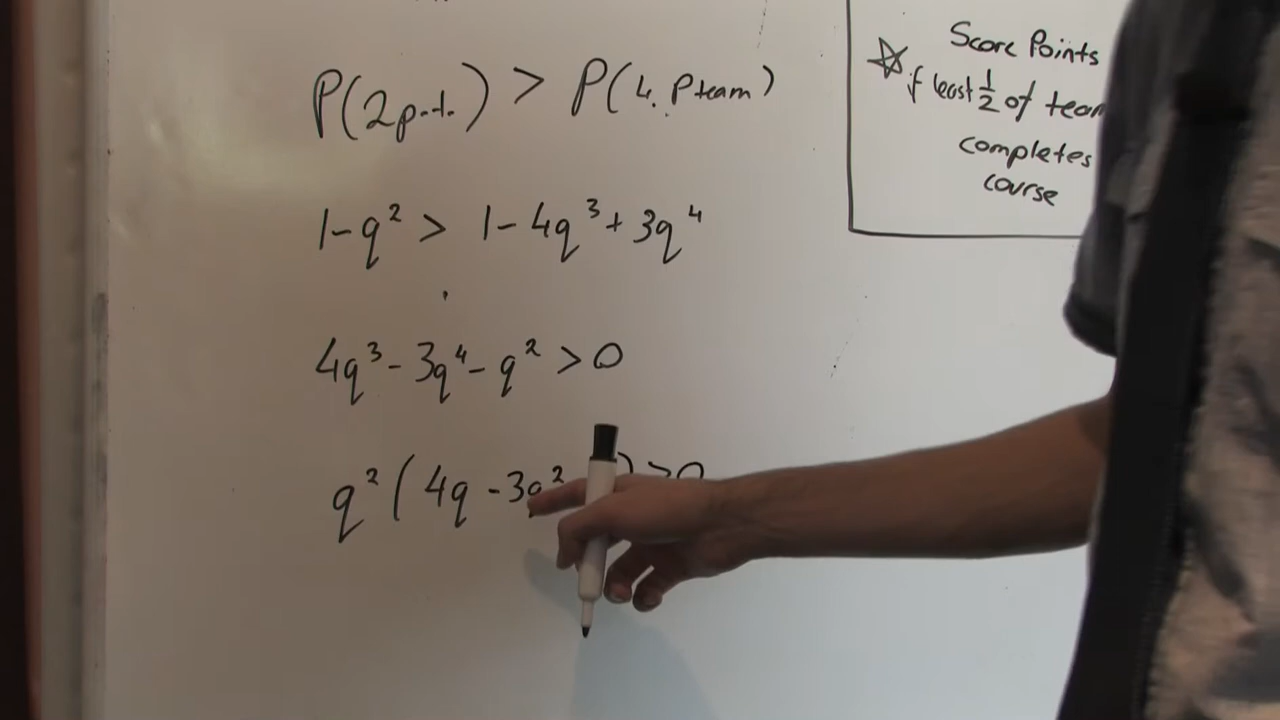 P(2p.t.) > P(4. Pteam)
1-q² > 1-4q³+3q⁴
4q³-3q⁴-q² >0
q²(4q-3q² ) >0
Score Points
☆ if least ½ of team
completes
course